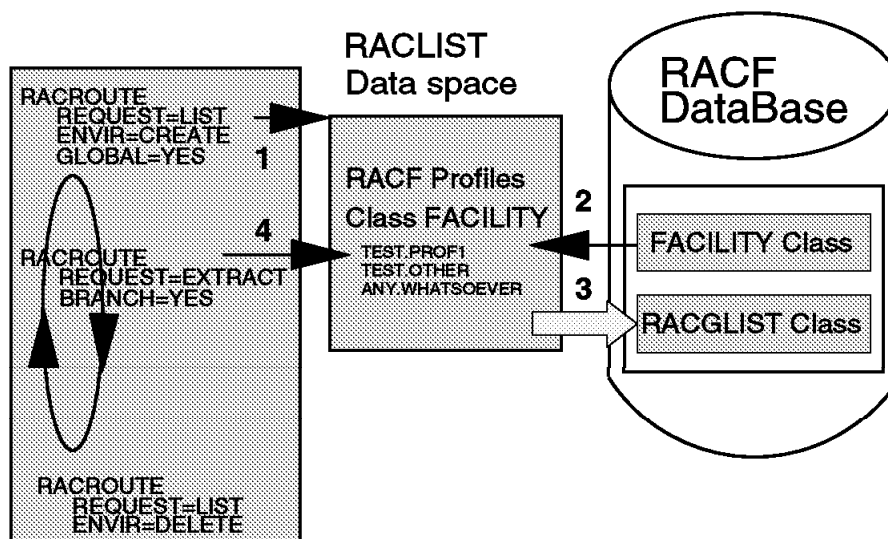 RACROUTE
REQUEST=LIST
ENVIR=CREATE
GLOBAL=YES
1
4
RACROUTE
REQUEST=EXTRACT
BRANCH=YES
RACROUTE
REQUEST=LIST
ENVIR=DELETE
RACLIST
Data space
RACF Profiles
Class FACILITY
TEST.PROF1
TEST.OTHER
ANY.WHATSOEVER
2
3
RACF
DataBase
FACILITY Class
RACGLIST Class